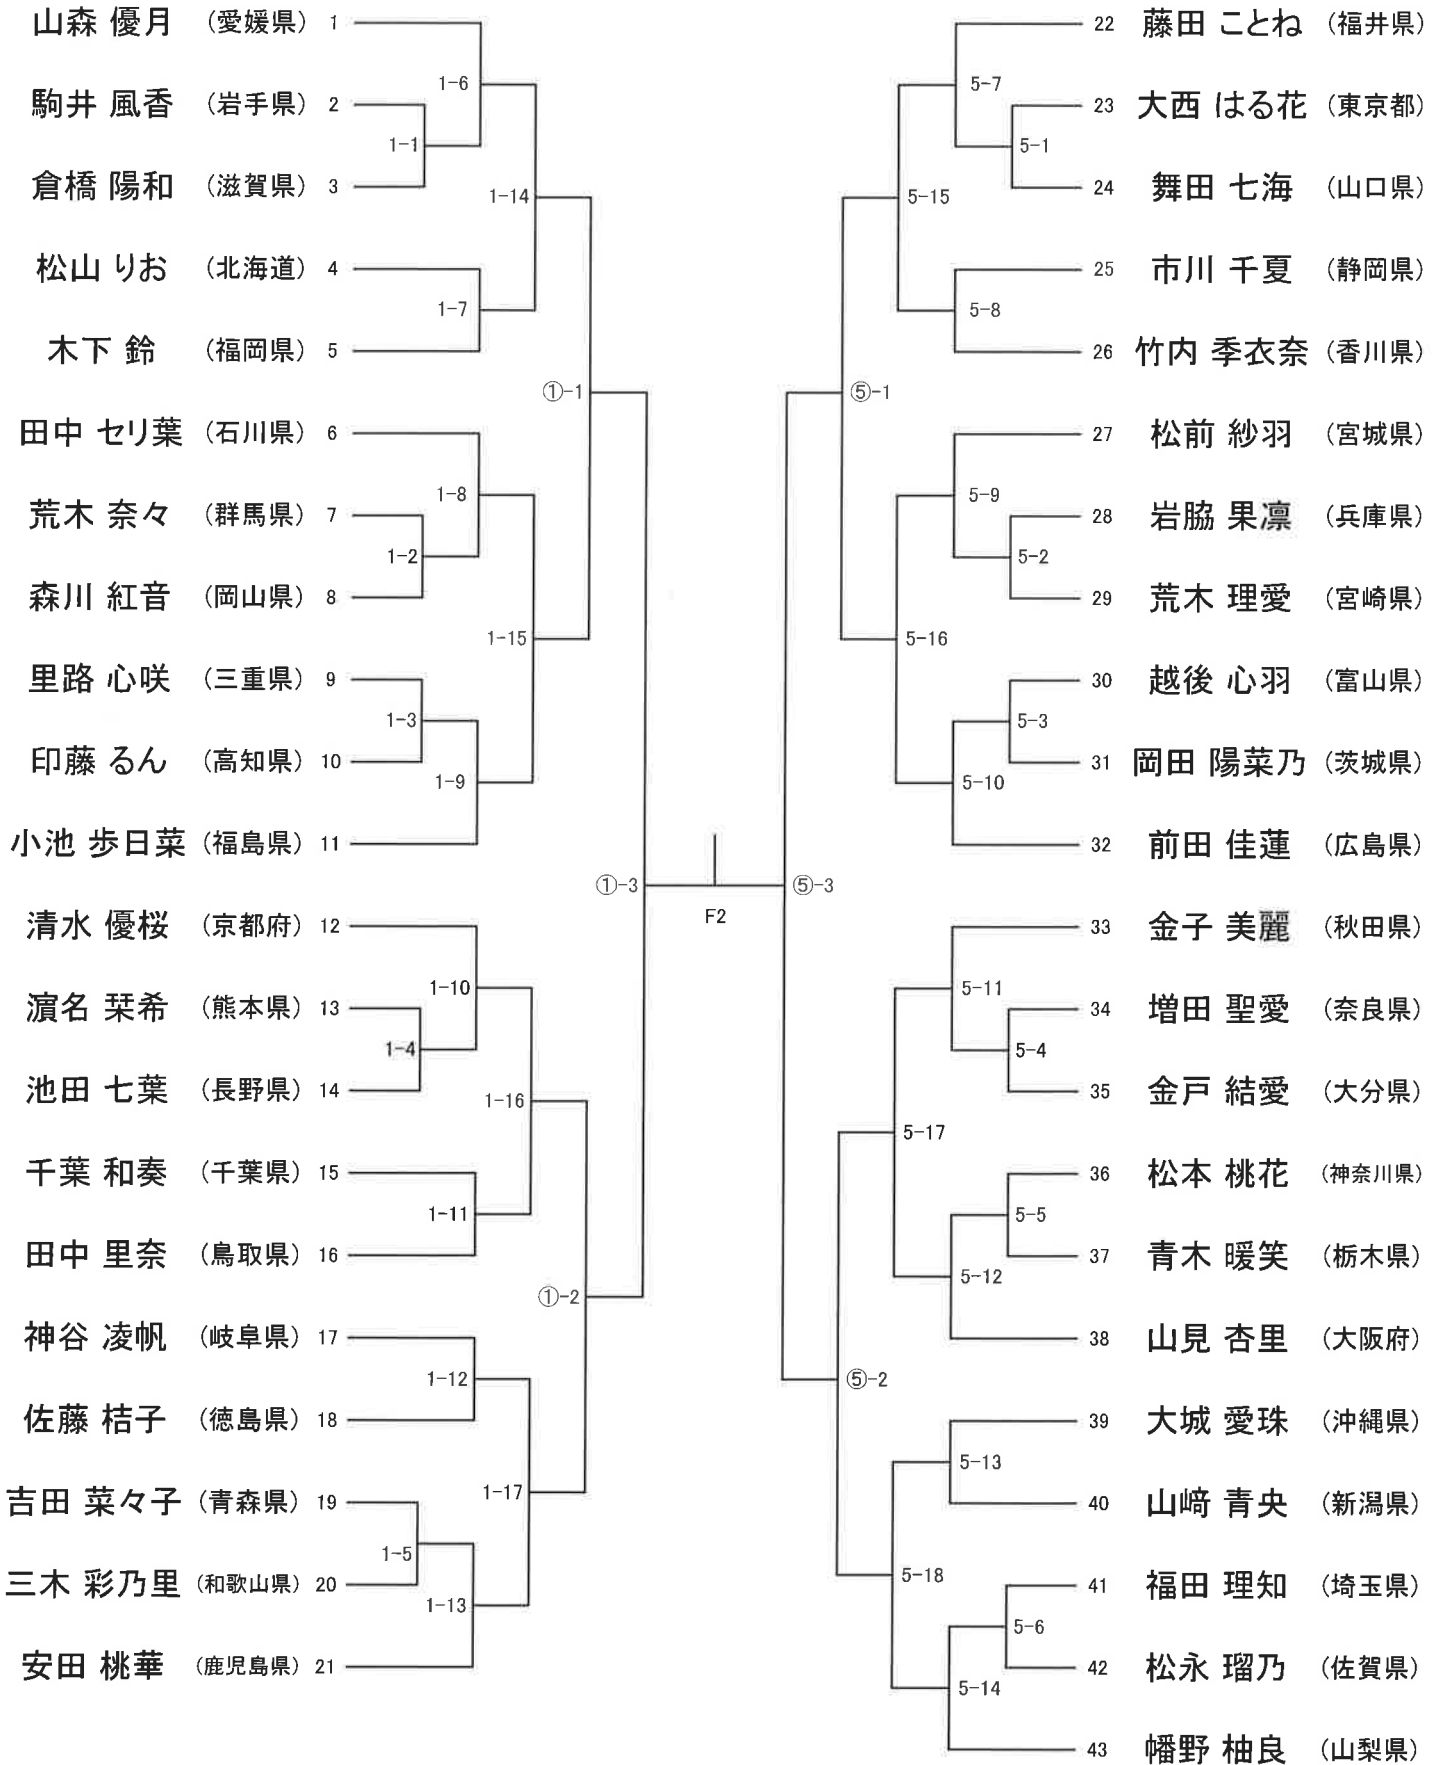 山森 優月 （愛媛県） 1
1-6
駒井 風香 （岩手県） 2
1-1
倉橋 陽和 （滋賀県） 3
1-14
松山 りお （北海道） 4
1-7
木下 鈴 （福岡県） 5
①-1
田中 セリ葉 （石川県） 6
1-8
荒木 奈々 （群馬県） 7
1-2
森川 紅音 （岡山県） 8
1-15
里路 心咲 （三重県） 9
1-3
印藤 るん （高知県） 10
1-9
小池 歩日菜 （福島県） 11
①-3
清水 優桜 （京都府） 12
1-10
濵名 栞希 （熊本県） 13
1-4
池田 七葉 （長野県） 14
1-16
千葉 和奏 （千葉県） 15
1-11
田中 里奈 （鳥取県） 16
①-2
神谷 凌帆 （岐阜県） 17
1-12
佐藤 桔子 （徳島県） 18
1-17
吉田 菜々子 （青森県） 19
1-5
三木 彩乃里 （和歌山県） 20
1-13
安田 桃華 （鹿児島県） 21
F2
22 藤田 ことね （福井県）
5-7
23 大西 はる花 （東京都）
5-1
24 舞田 七海 （山口県）
5-15
25 市川 千夏 （静岡県）
5-8
26 竹内 季衣奈 （香川県）
⑤-1
27 松前 紗羽 （宮城県）
5-9
28 岩脇 果凛 （兵庫県）
5-2
29 荒木 理愛 （宮崎県）
5-16
30 越後 心羽 （富山県）
5-3
31 岡田 陽菜乃 （茨城県）
5-10
32 前田 佳蓮 （広島県）
⑤-3
33 金子 美麗 （秋田県）
5-11
34 増田 聖愛 （奈良県）
5-4
35 金戸 結愛 （大分県）
5-17
36 松本 桃花 （神奈川県）
5-5
37 青木 暖笑 （栃木県）
5-12
38 山見 杏里 （大阪府）
⑤-2
39 大城 愛珠 （沖縄県）
5-13
40 山﨑 青央 （新潟県）
5-18
41 福田 理知 （埼玉県）
5-6
42 松永 瑠乃 （佐賀県）
5-14
43 幡野 柚良 （山梨県）